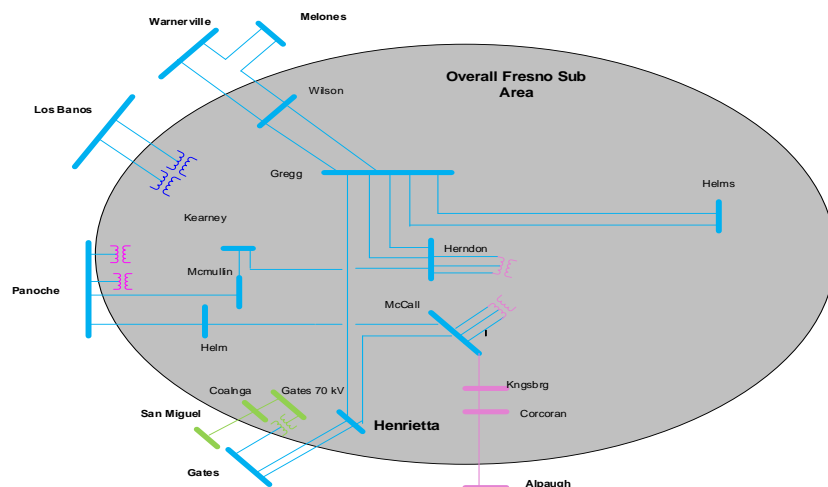 Melones
Warnerville
Overall Fresno Sub
Area
Wilson
Los Banos
Gregg
Helms
Kearney
Herndon
Mcmullin
Panoche
McCall
Helm
Kngsbrg
Coalnga
Gates 70 kV
San Miguel
Corcoran
Henrietta
Gates
Alpaugh